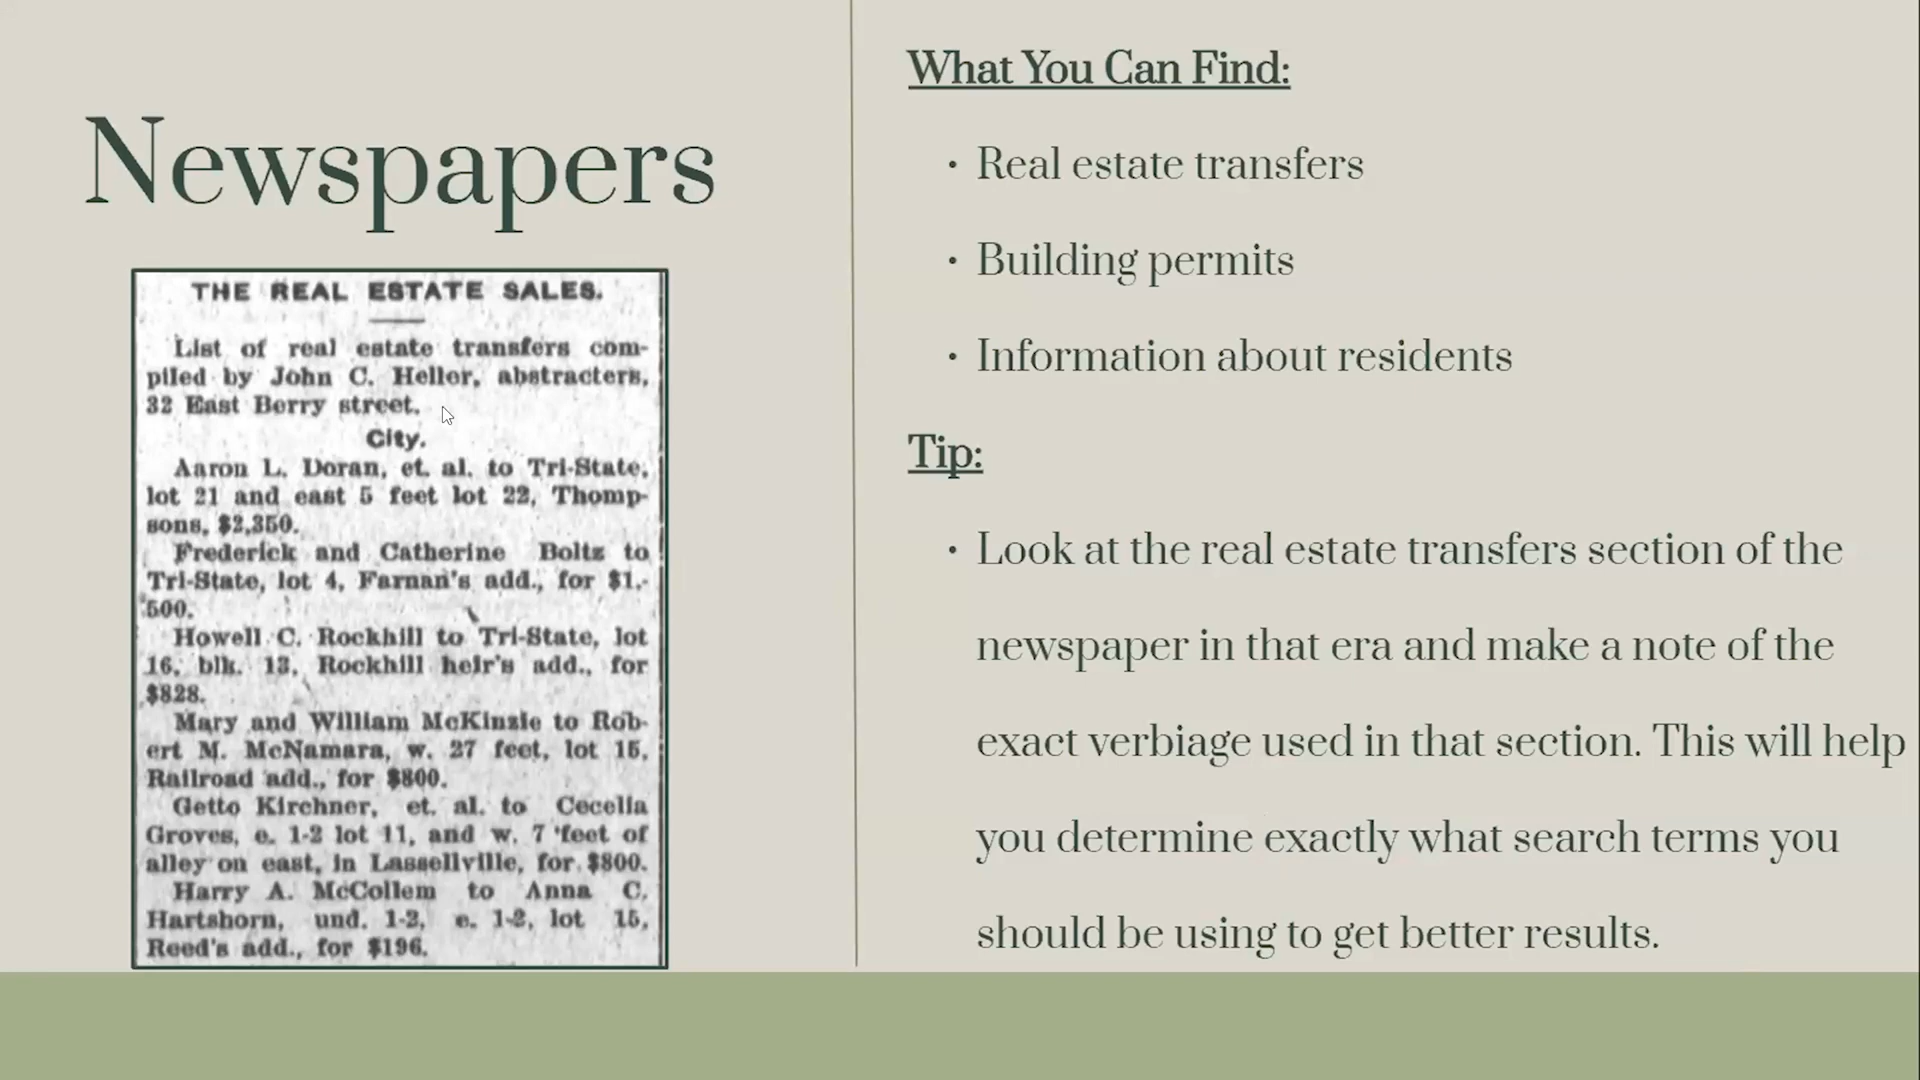 Newspapers
THE REAL ESTATE SALES.
List of real estate transfers com-
piled by John C. Heller, abstracters,
32 East Berry street.
City.
Aaron L. Doran, et. al. to Tri-State,
lot 21 and east 5 feet lot 22, Thomp-
sons, $2,350.
Frederick and Catherine Boltz to
Tri-State, lot 4, Farnan's add., for $1,-
500.
Howell C. Rockhill to Tri-State, lot
16, blk. 13, Rockhill heir's add., for
$828.
Mary and William McKinzie to Rob-
ert M. McNamara, w. 27 feet, lot 15,
Railroad add., for $800.
Getto Kirchner, et. al. to Cecelia
Groves, e. 1-2 lot 11, and w. 7 feet of
alley on east, in Lassellville, for $800.
Harry A. McCollem to Anna C.
Hartshorn, und. 1-2, e. 1-2, lot 15,
Reed's add., for $196.
What You Can Find:
• Real estate transfers
• Building permits
• Information about residents
Tip:
• Look at the real estate transfers section of the
newspaper in that era and make a note of the
exact verbiage used in that section. This will help
you determine exactly what search terms you
should be using to get better results.